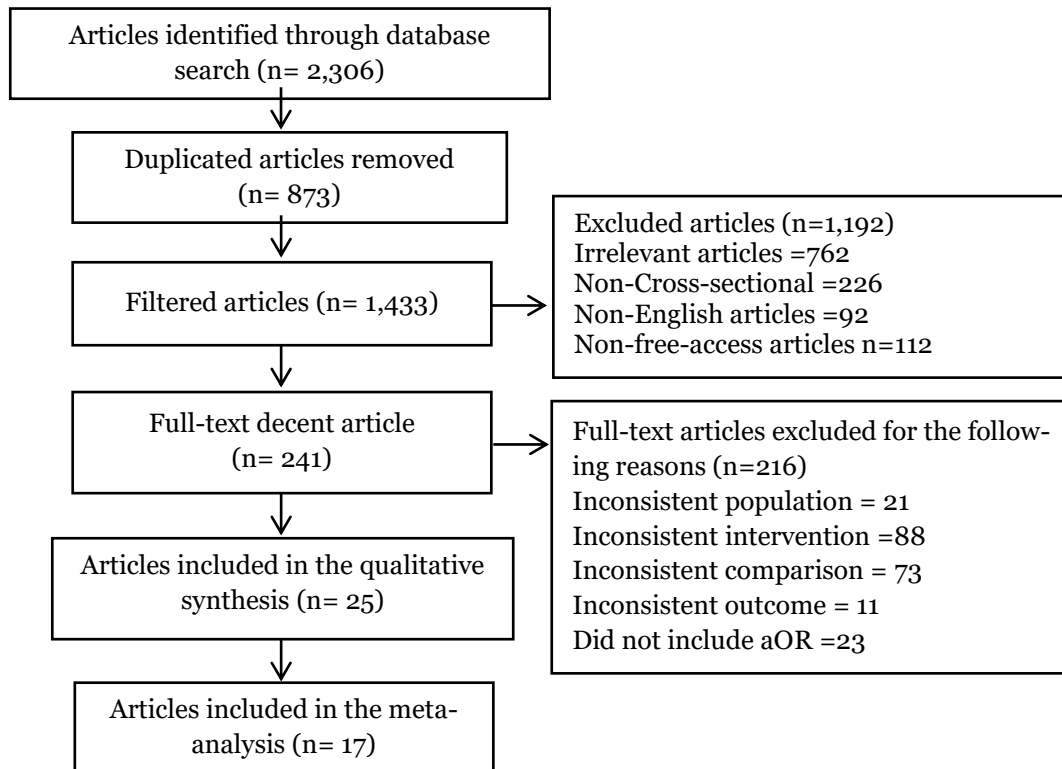 Articles identified through database
search (n= 2,306)
Duplicated articles removed
(n= 873)
Filtered articles (n= 1,433)
Excluded articles (n=1,192)
Irrelevant articles =762
Non-Cross-sectional =226
Non-English articles =92
Non-free-access articles n=112
Full-text decent article
(n= 241)
Full-text articles excluded for the follow-
ing reasons (n=216)
Inconsistent population = 21
Inconsistent intervention =88
Inconsistent comparison = 73
Inconsistent outcome = 11
Did not include aOR =23
Articles included in the qualitative
synthesis (n= 25)
Articles included in the meta-
analysis (n= 17)